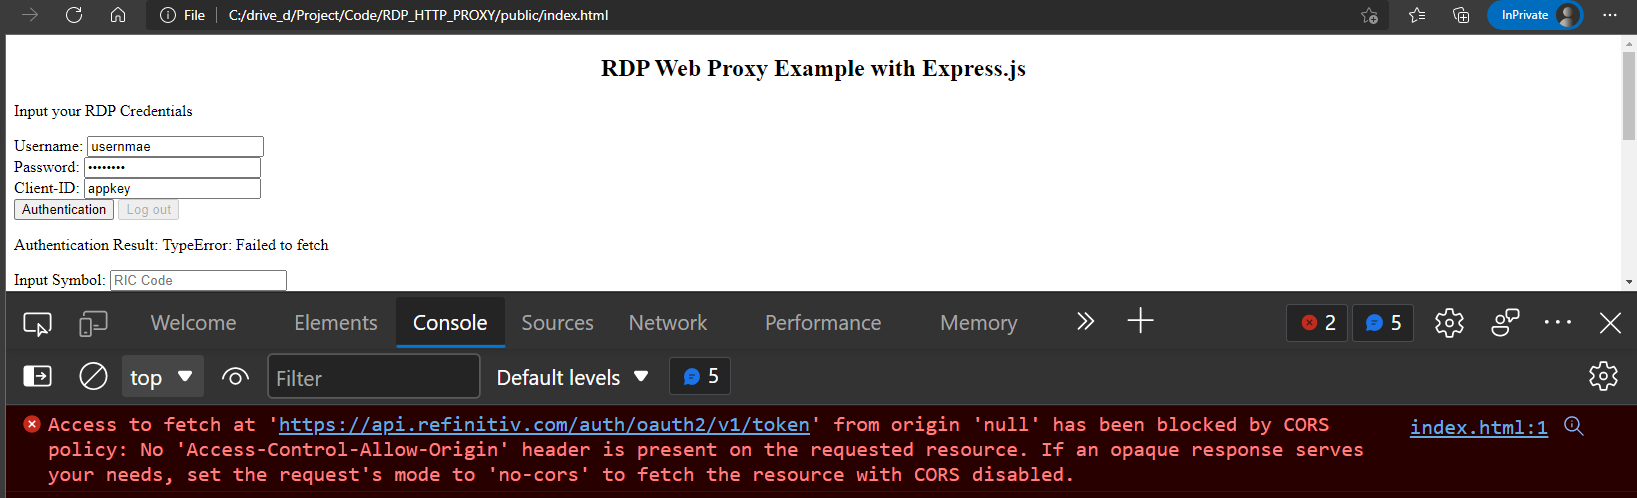 File C:/drive_d/Project/Code/RDP_HTTP_PROXY/public/index.html InPrivate
RDP Web Proxy Example with Express.js
Input your RDP Credentials
Username: usernmae
Password: ••••••••
Client-ID: appkey
Authentication Log out
Authentication Result: TypeError: Failed to fetch
Input Symbol: RIC Code
Welcome Elements Console Sources Network Performance Memory 2 5
top Filter Default levels 5
Access to fetch at 'https://api.refinitiv.com/auth/oauth2/v1/token' from origin 'null' has been blocked by CORS index.html:1
policy: No 'Access-Control-Allow-Origin' header is present on the requested resource. If an opaque response serves
your needs, set the request's mode to 'no-cors' to fetch the resource with CORS disabled.